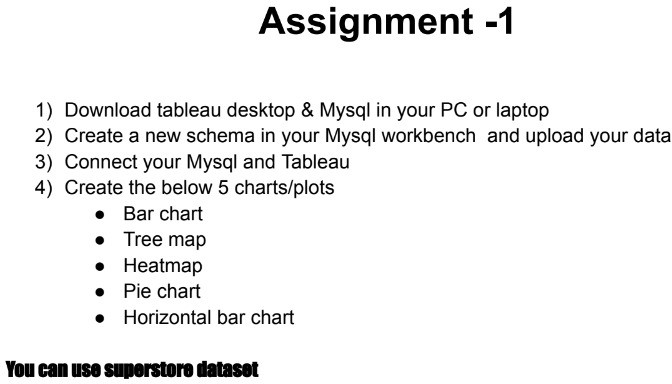 Assignment -1
1) Download tableau desktop & Mysql in your PC or laptop
2) Create a new schema in your Mysql workbench and upload your data
3) Connect your Mysql and Tableau
4) Create the below 5 charts/plots
● Bar chart
● Tree map
● Heatmap
● Pie chart
● Horizontal bar chart
You can use superstore dataset